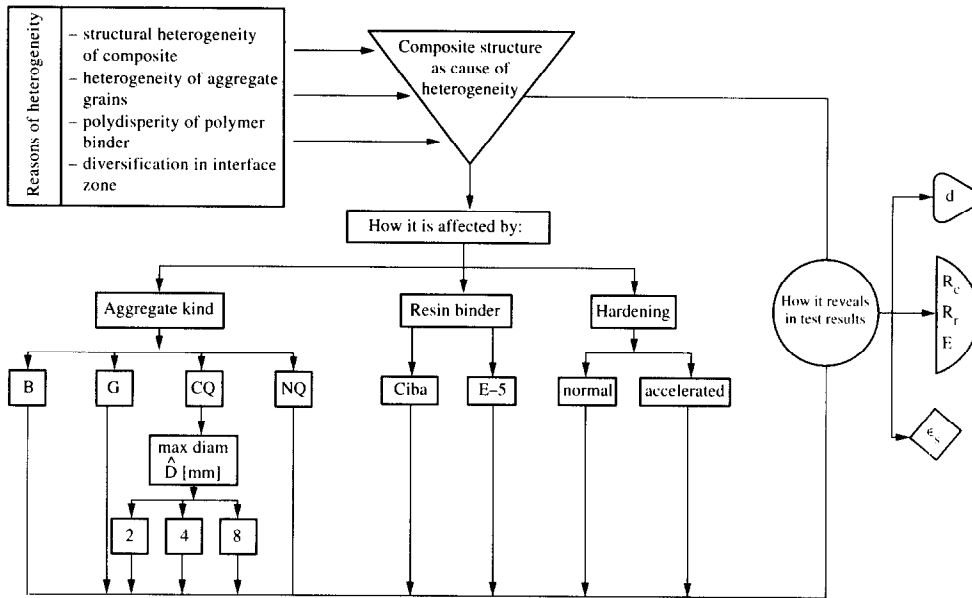 Reasons of heterogeneity
– structural heterogeneity
of composite
– heterogeneity of aggregate
grains
– polydisperity of polymer
binder
– diversification in interface
zone
Composite structure
as cause of
heterogeneity
How it is affected by:
Aggregate kind
Resin binder
Hardening
B
G
CQ
NQ
Ciba
E–5
normal
accelerated
max diam
D̂ [mm]
2
4
8
How it reveals
in test results
d
R_c
R_r
E
ϵ_s